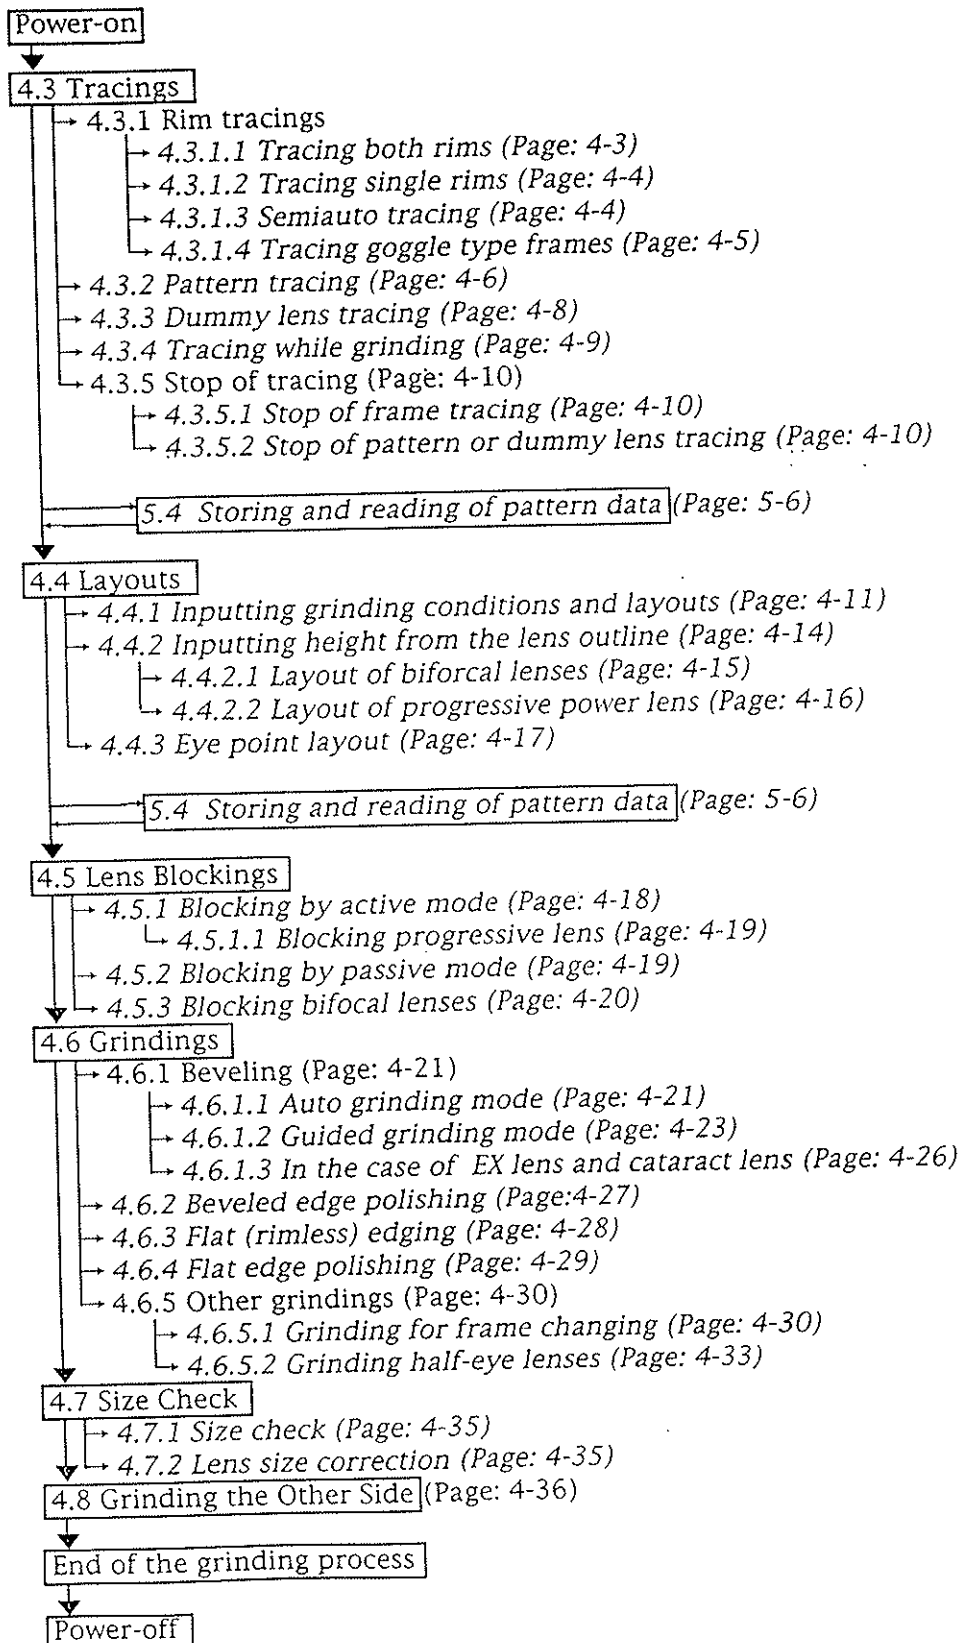 Power-on
4.3 Tracings
4.3.1 Rim tracings
4.3.1.1 Tracing both rims (Page: 4-3)
4.3.1.2 Tracing single rims (Page: 4-4)
4.3.1.3 Semiauto tracing (Page: 4-4)
4.3.1.4 Tracing goggle type frames (Page: 4-5)
4.3.2 Pattern tracing (Page: 4-6)
4.3.3 Dummy lens tracing (Page: 4-8)
4.3.4 Tracing while grinding (Page: 4-9)
4.3.5 Stop of tracing (Page: 4-10)
4.3.5.1 Stop of frame tracing (Page: 4-10)
4.3.5.2 Stop of pattern or dummy lens tracing (Page: 4-10)
5.4 Storing and reading of pattern data (Page: 5-6)
4.4 Layouts
4.4.1 Inputting grinding conditions and layouts (Page: 4-11)
4.4.2 Inputting height from the lens outline (Page: 4-14)
4.4.2.1 Layout of biforcal lenses (Page: 4-15)
4.4.2.2 Layout of progressive power lens (Page: 4-16)
4.4.3 Eye point layout (Page: 4-17)
5.4 Storing and reading of pattern data (Page: 5-6)
4.5 Lens Blockings
4.5.1 Blocking by active mode (Page: 4-18)
4.5.1.1 Blocking progressive lens (Page: 4-19)
4.5.2 Blocking by passive mode (Page: 4-19)
4.5.3 Blocking bifocal lenses (Page: 4-20)
4.6 Grindings
4.6.1 Beveling (Page: 4-21)
4.6.1.1 Auto grinding mode (Page: 4-21)
4.6.1.2 Guided grinding mode (Page: 4-23)
4.6.1.3 In the case of EX lens and cataract lens (Page: 4-26)
4.6.2 Beveled edge polishing (Page:4-27)
4.6.3 Flat (rimless) edging (Page: 4-28)
4.6.4 Flat edge polishing (Page: 4-29)
4.6.5 Other grindings (Page: 4-30)
4.6.5.1 Grinding for frame changing (Page: 4-30)
4.6.5.2 Grinding half-eye lenses (Page: 4-33)
4.7 Size Check
4.7.1 Size check (Page: 4-35)
4.7.2 Lens size correction (Page: 4-35)
4.8 Grinding the Other Side (Page: 4-36)
End of the grinding process
Power-off